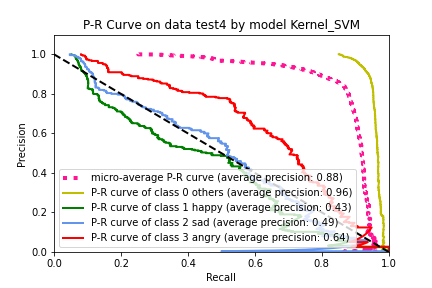 P-R Curve on data test4 by model Kernel_SVM
1.0
0.8
0.6
0.4
0.2
0.0
Precision
micro-average P-R curve (average precision: 0.88)
P-R curve of class 0 others (average precision: 0.96)
P-R curve of class 1 happy (average precision: 0.43)
P-R curve of class 2 sad (average precision: 0.49)
P-R curve of class 3 angry (average precision: 0.64)
0.0 0.2 0.4 0.6 0.8 1.0
Recall